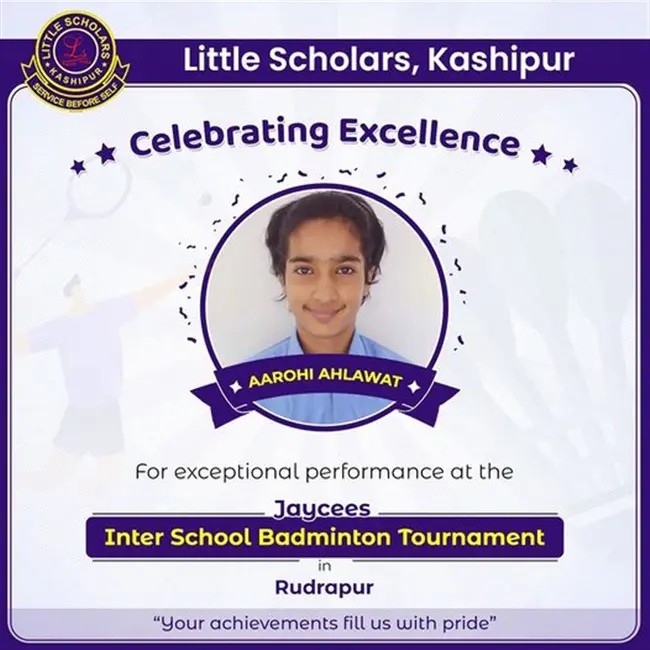 LITTLE SCHOLARS
Ls
KASHIPUR
SERVICE BEFORE SELF
Little Scholars, Kashipur
Celebrating Excellence
AAROHI AHLAWAT
For exceptional performance at the
Jaycees
Inter School Badminton Tournament
in
Rudrapur
“Your achievements fill us with pride”